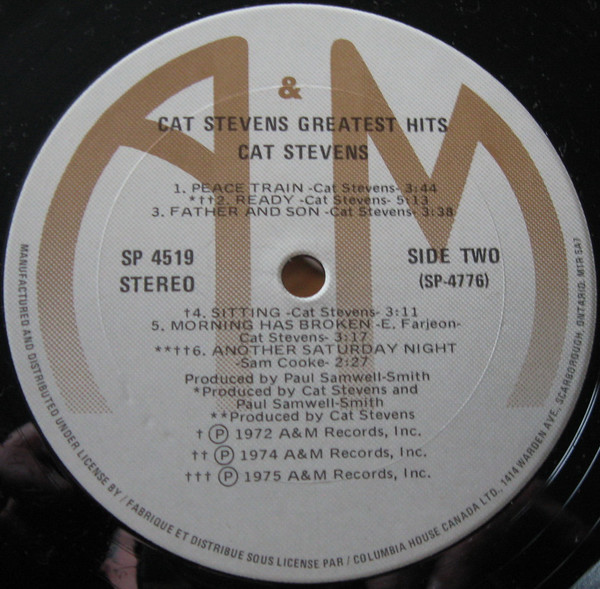 A & M
CAT STEVENS GREATEST HITS
CAT STEVENS
1. PEACE TRAIN -Cat Stevens- 3:44
*††2. READY -Cat Stevens- 5:13
3. FATHER AND SON -Cat Stevens- 3:38
SP 4519
STEREO
SIDE TWO
(SP-4776)
†4. SITTING -Cat Stevens- 3:11
5. MORNING HAS BROKEN -E. Farjeon-
Cat Stevens- 3:17
**††6. ANOTHER SATURDAY NIGHT
-Sam Cooke- 2:27
Produced by Paul Samwell-Smith
*Produced by Cat Stevens and
Paul Samwell-Smith
**Produced by Cat Stevens
† Ⓟ 1972 A&M Records, Inc.
†† Ⓟ 1974 A&M Records, Inc.
††† Ⓟ 1975 A&M Records, Inc.
MANUFACTURED AND DISTRIBUTED UNDER LICENSE BY / FABRIQUE ET DISTRIBUE SOUS LICENSE PAR / COLUMBIA HOUSE CANADA LTD., 1414 WARDEN AVE. SCARBOROUGH, ONTARIO. M1R 5A7